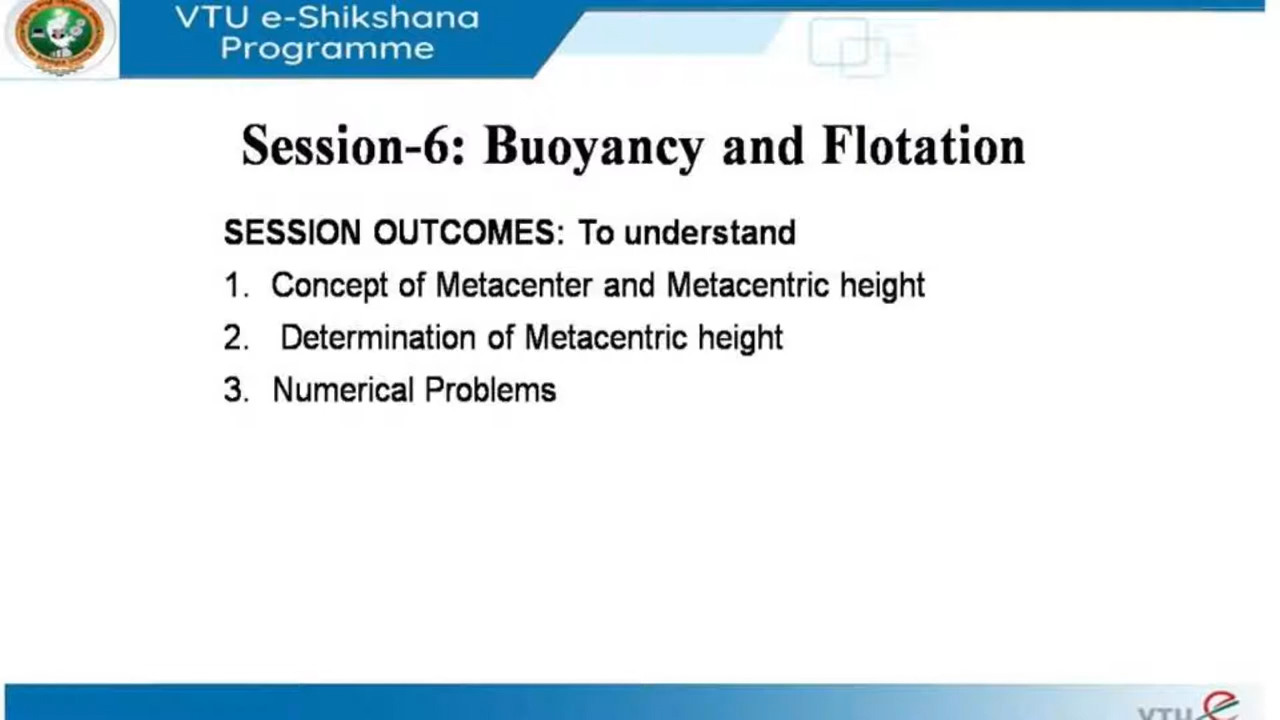 VTU e-Shikshana
Programme
Session-6: Buoyancy and Flotation
SESSION OUTCOMES: To understand
1. Concept of Metacenter and Metacentric height
2. Determination of Metacentric height
3. Numerical Problems
VTU e